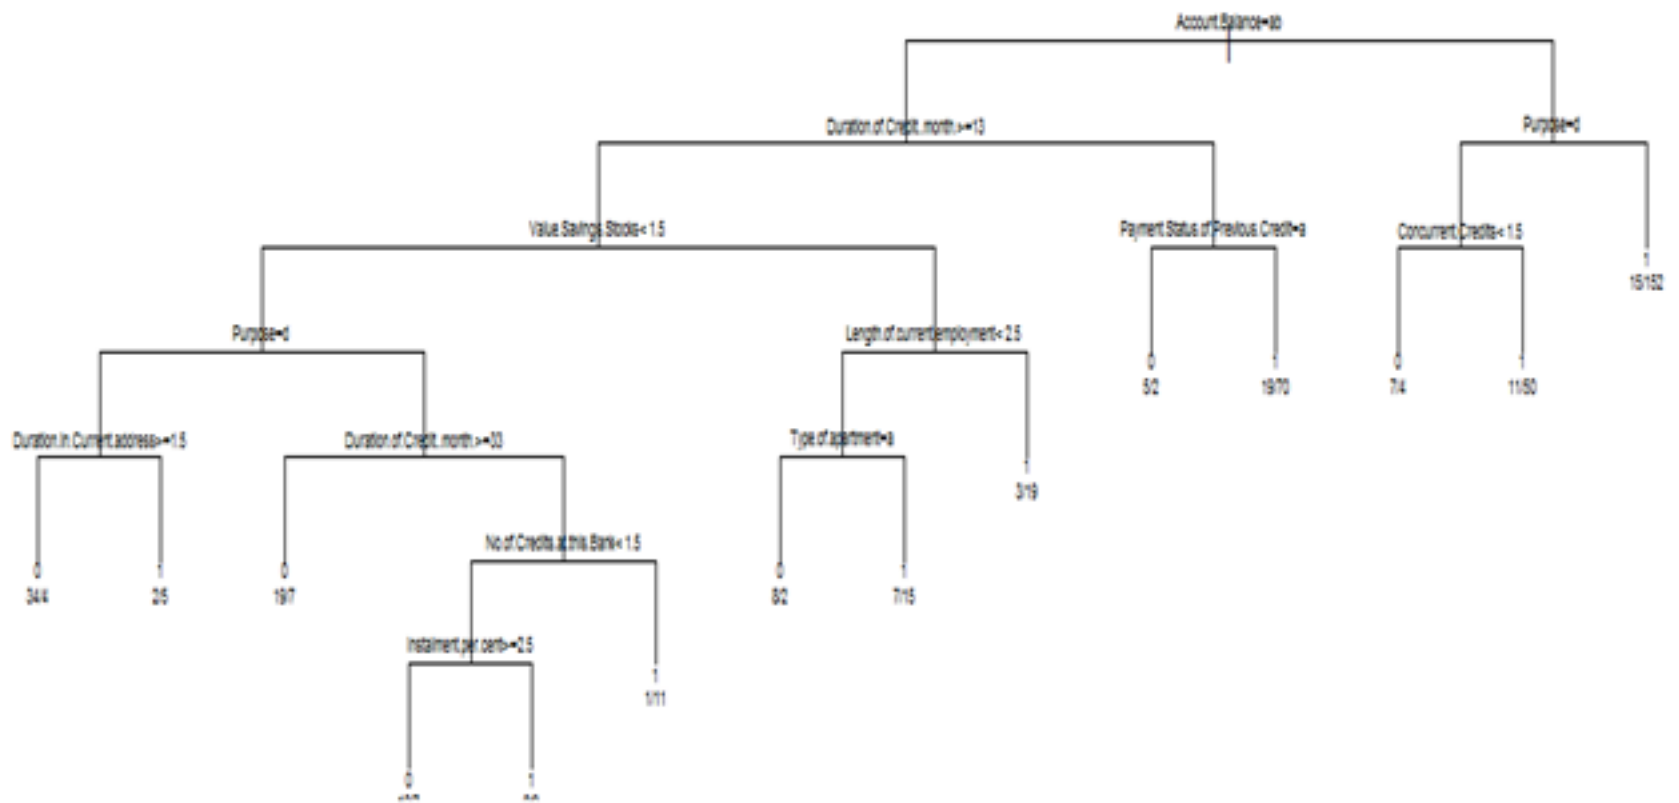 Account.Balance=ab
Duration.of.Credit..month.>=13
Purpose=d
Value.Savings.Stocks< 1.5
Payment.Status.of.Previous.Credit=a
Concurrent.Credits< 1.5
1
15/152
Purpose=d
Length.of.current.employment< 2.5
0
5/2
1
19/70
0
7/4
1
11/50
Duration.in.Current.address>=1.5
Duration.of.Credit..month.>=33
Type.of.apartment=a
1
3/19
No.of.Credits.at.this.Bank< 1.5
0
34/4
1
2/5
0
19/7
0
8/2
1
7/15
Instalment.per.cent>=2.5
1
1/11
0
1